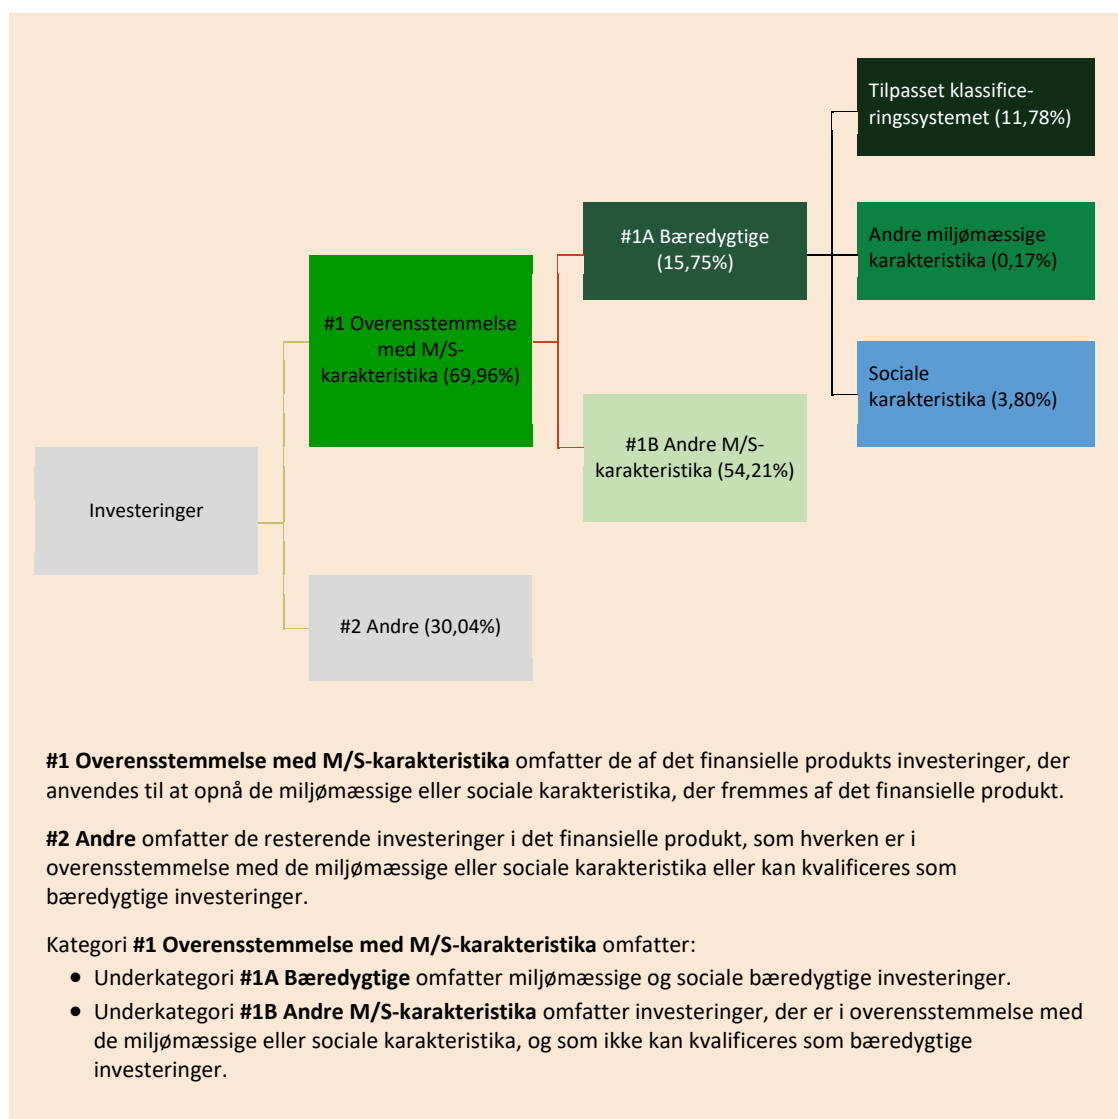 Tilpasset klassifice-
ringssystemet (11,78%)
#1A Bæredygtige
(15,75%)
Andre miljømæssige
karakteristika (0,17%)
#1 Overensstemmelse
med M/S-
karakteristika (69,96%)
Sociale
karakteristika (3,80%)
#1B Andre M/S-
karakteristika (54,21%)
Investeringer
#2 Andre (30,04%)
#1 Overensstemmelse med M/S-karakteristika omfatter de af det finansielle produkts investeringer, der
anvendes til at opnå de miljømæssige eller sociale karakteristika, der fremmes af det finansielle produkt.
#2 Andre omfatter de resterende investeringer i det finansielle produkt, som hverken er i
overensstemmelse med de miljømæssige eller sociale karakteristika eller kan kvalificeres som
bæredygtige investeringer.
Kategori #1 Overensstemmelse med M/S-karakteristika omfatter:
• Underkategori #1A Bæredygtige omfatter miljømæssige og sociale bæredygtige investeringer.
• Underkategori #1B Andre M/S-karakteristika omfatter investeringer, der er i overensstemmelse med
de miljømæssige eller sociale karakteristika, og som ikke kan kvalificeres som bæredygtige
investeringer.